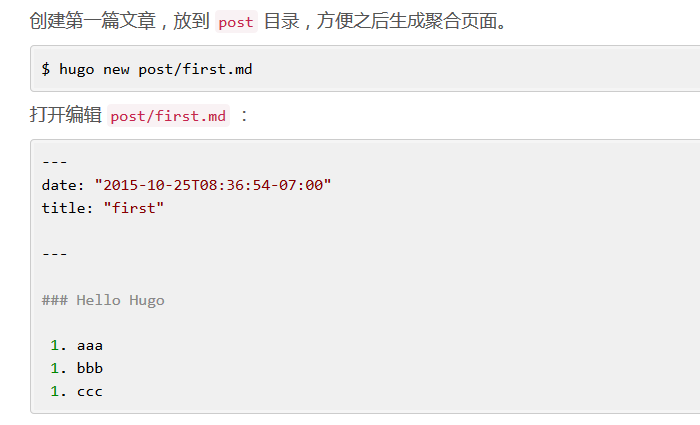 创建第一篇文章，放到 post 目录，方便之后生成聚合页面。
$ hugo new post/first.md
打开编辑 post/first.md ：
---
date: "2015-10-25T08:36:54-07:00"
title: "first"
---
### Hello Hugo
1. aaa
1. bbb
1. ccc